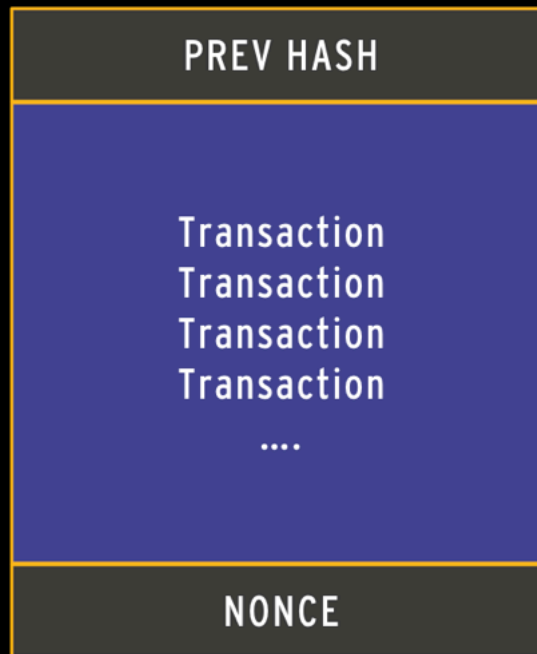 PREV HASH
Transaction
Transaction
Transaction
Transaction
....
NONCE